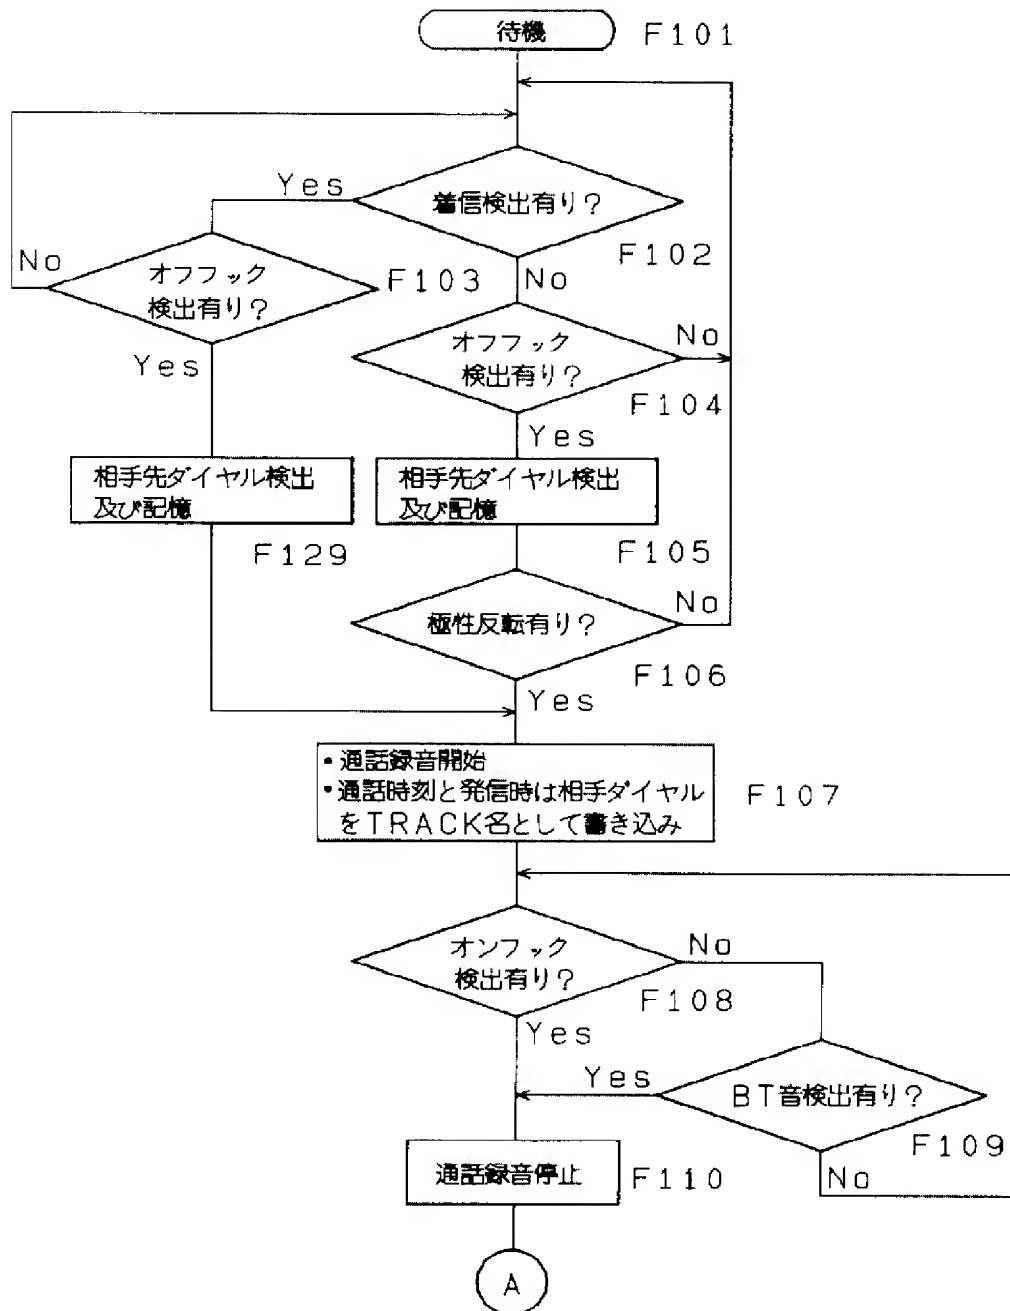 待機
F101
着信検出有り?
Yes
F102
No
オフフック
検出有り?
F103
No
Yes
オフフック
検出有り?
No
F104
Yes
相手先ダイヤル検出
及び記憶
F129
相手先ダイヤル検出
及び記憶
F105
極性反転有り?
No
F106
Yes
・通話録音開始
・通話時刻と発信時は相手ダイヤル
をTRACK名として書き込み
F107
オンフック
検出有り?
No
F108
Yes
BT音検出有り?
Yes
F109
No
通話録音停止
F110
A